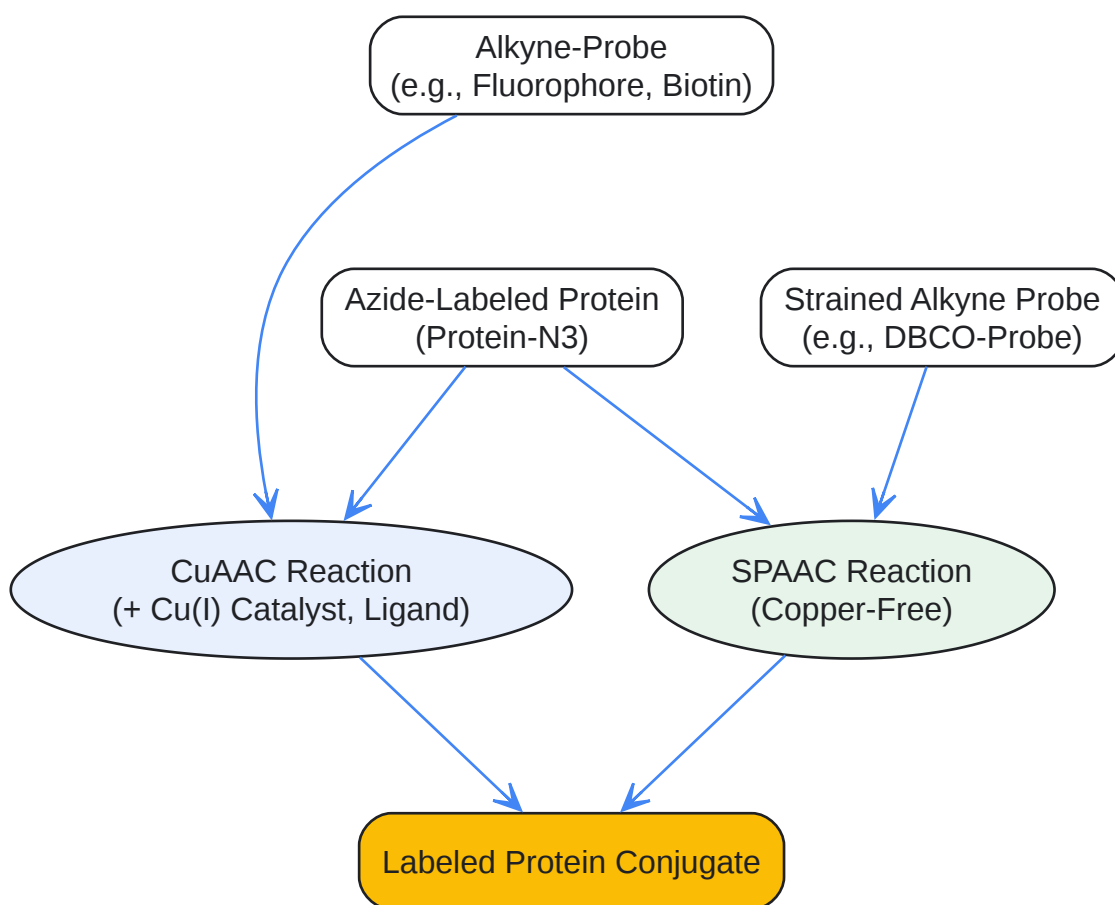 Alkyne-Probe
(e.g., Fluorophore, Biotin)
Azide-Labeled Protein
(Protein-N3)
Strained Alkyne Probe
(e.g., DBCO-Probe)
CuAAC Reaction
(+ Cu(I) Catalyst, Ligand)
SPAAC Reaction
(Copper-Free)
Labeled Protein Conjugate